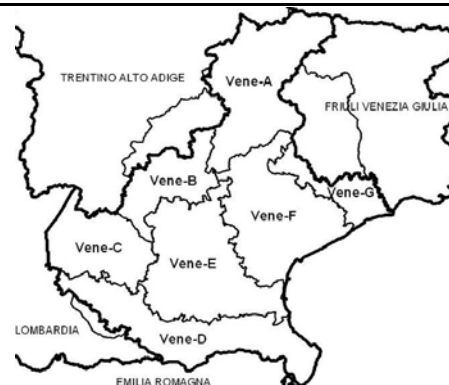 TRENTINO ALTO ADIGE
Vene-A
FRIULI VENEZIA GIULIA
Vene-B
Vene-G
Vene-F
Vene-C
Vene-E
LOMBARDIA
Vene-D
EMILIA ROMAGNA